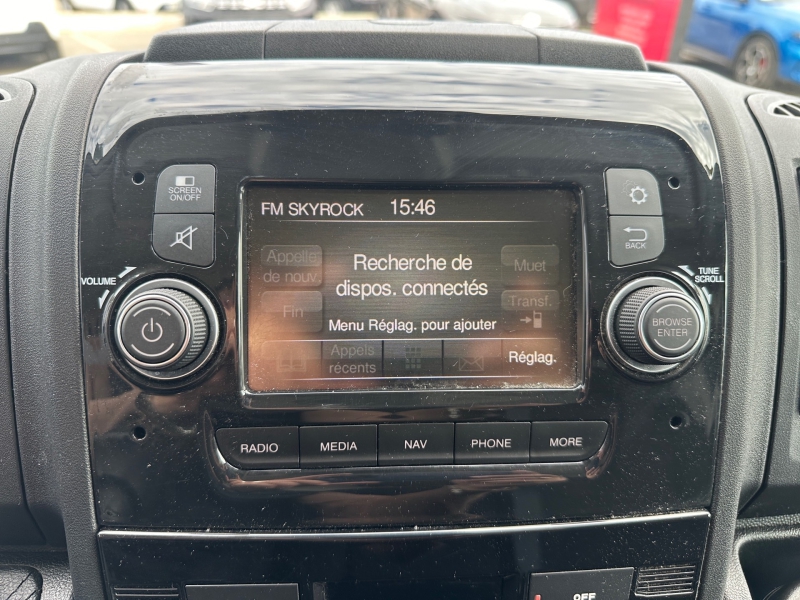 SCREEN
ON/OFF
FM SKYROCK 15:46
BACK
Appelle
de nouv.
Recherche de
dispos. connectés
Muet
VOLUME
TUNE
SCROLL
Fin
Transf.
BROWSE
ENTER
Menu Réglag. pour ajouter
Appels
récents
Réglag.
RADIO MEDIA NAV PHONE MORE
OFF